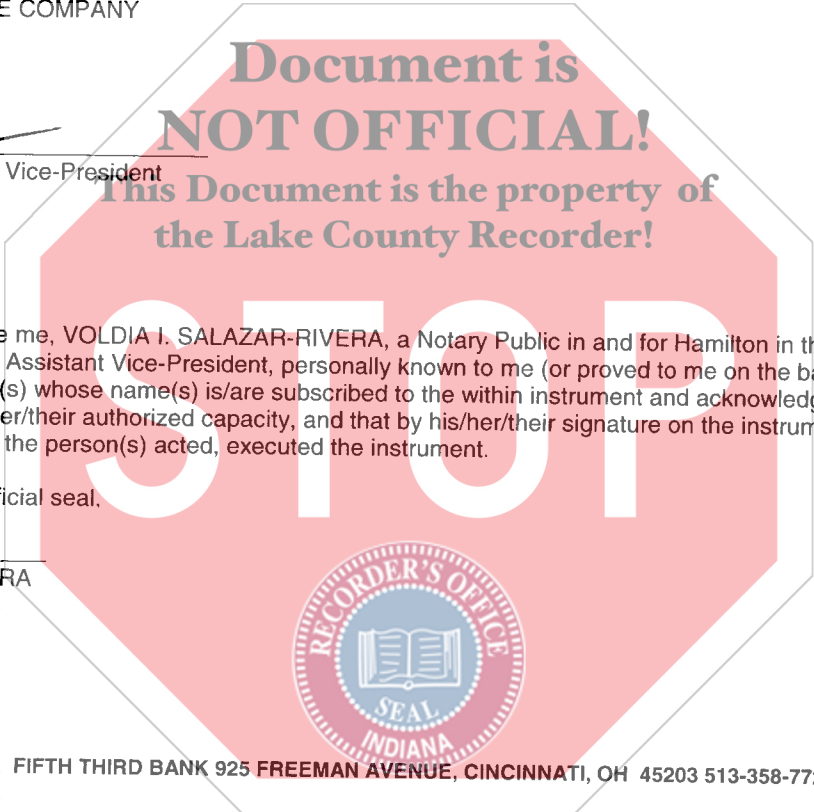 E COMPANY
Document is
NOT OFFICIAL!
Vice-President
This Document is the property of
the Lake County Recorder!
STOP
e me, VOLDIA I. SALAZAR-RIVERA, a Notary Public in and for Hamilton in th
Assistant Vice-President, personally known to me (or proved to me on the ba
(s) whose name(s) is/are subscribed to the within instrument and acknowledg
er/their authorized capacity, and that by his/her/their signature on the instrum
the person(s) acted, executed the instrument.
ficial seal,
RA
RECORDER'S OFFICE
SEAL
INDIANA
FIFTH THIRD BANK 925 FREEMAN AVENUE, CINCINNATI, OH 45203 513-358-77